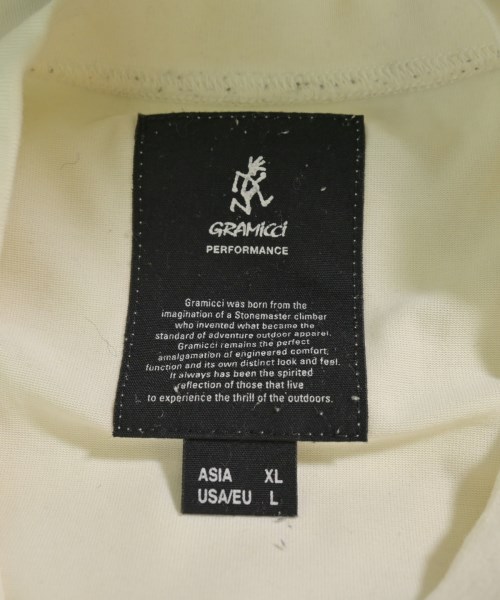 GRAMICCI
PERFORMANCE
Gramicci was born from the
imagination of a Stonemaster climber
who invented what became the
standard of adventure outdoor apparel.
Gramicci remains the perfect
amalgamation of engineered comfort,
function and its own distinct look and feel.
It always has been the spirited
reflection of those that live
to experience the thrill of the outdoors.
ASIA XL
USA/EU L